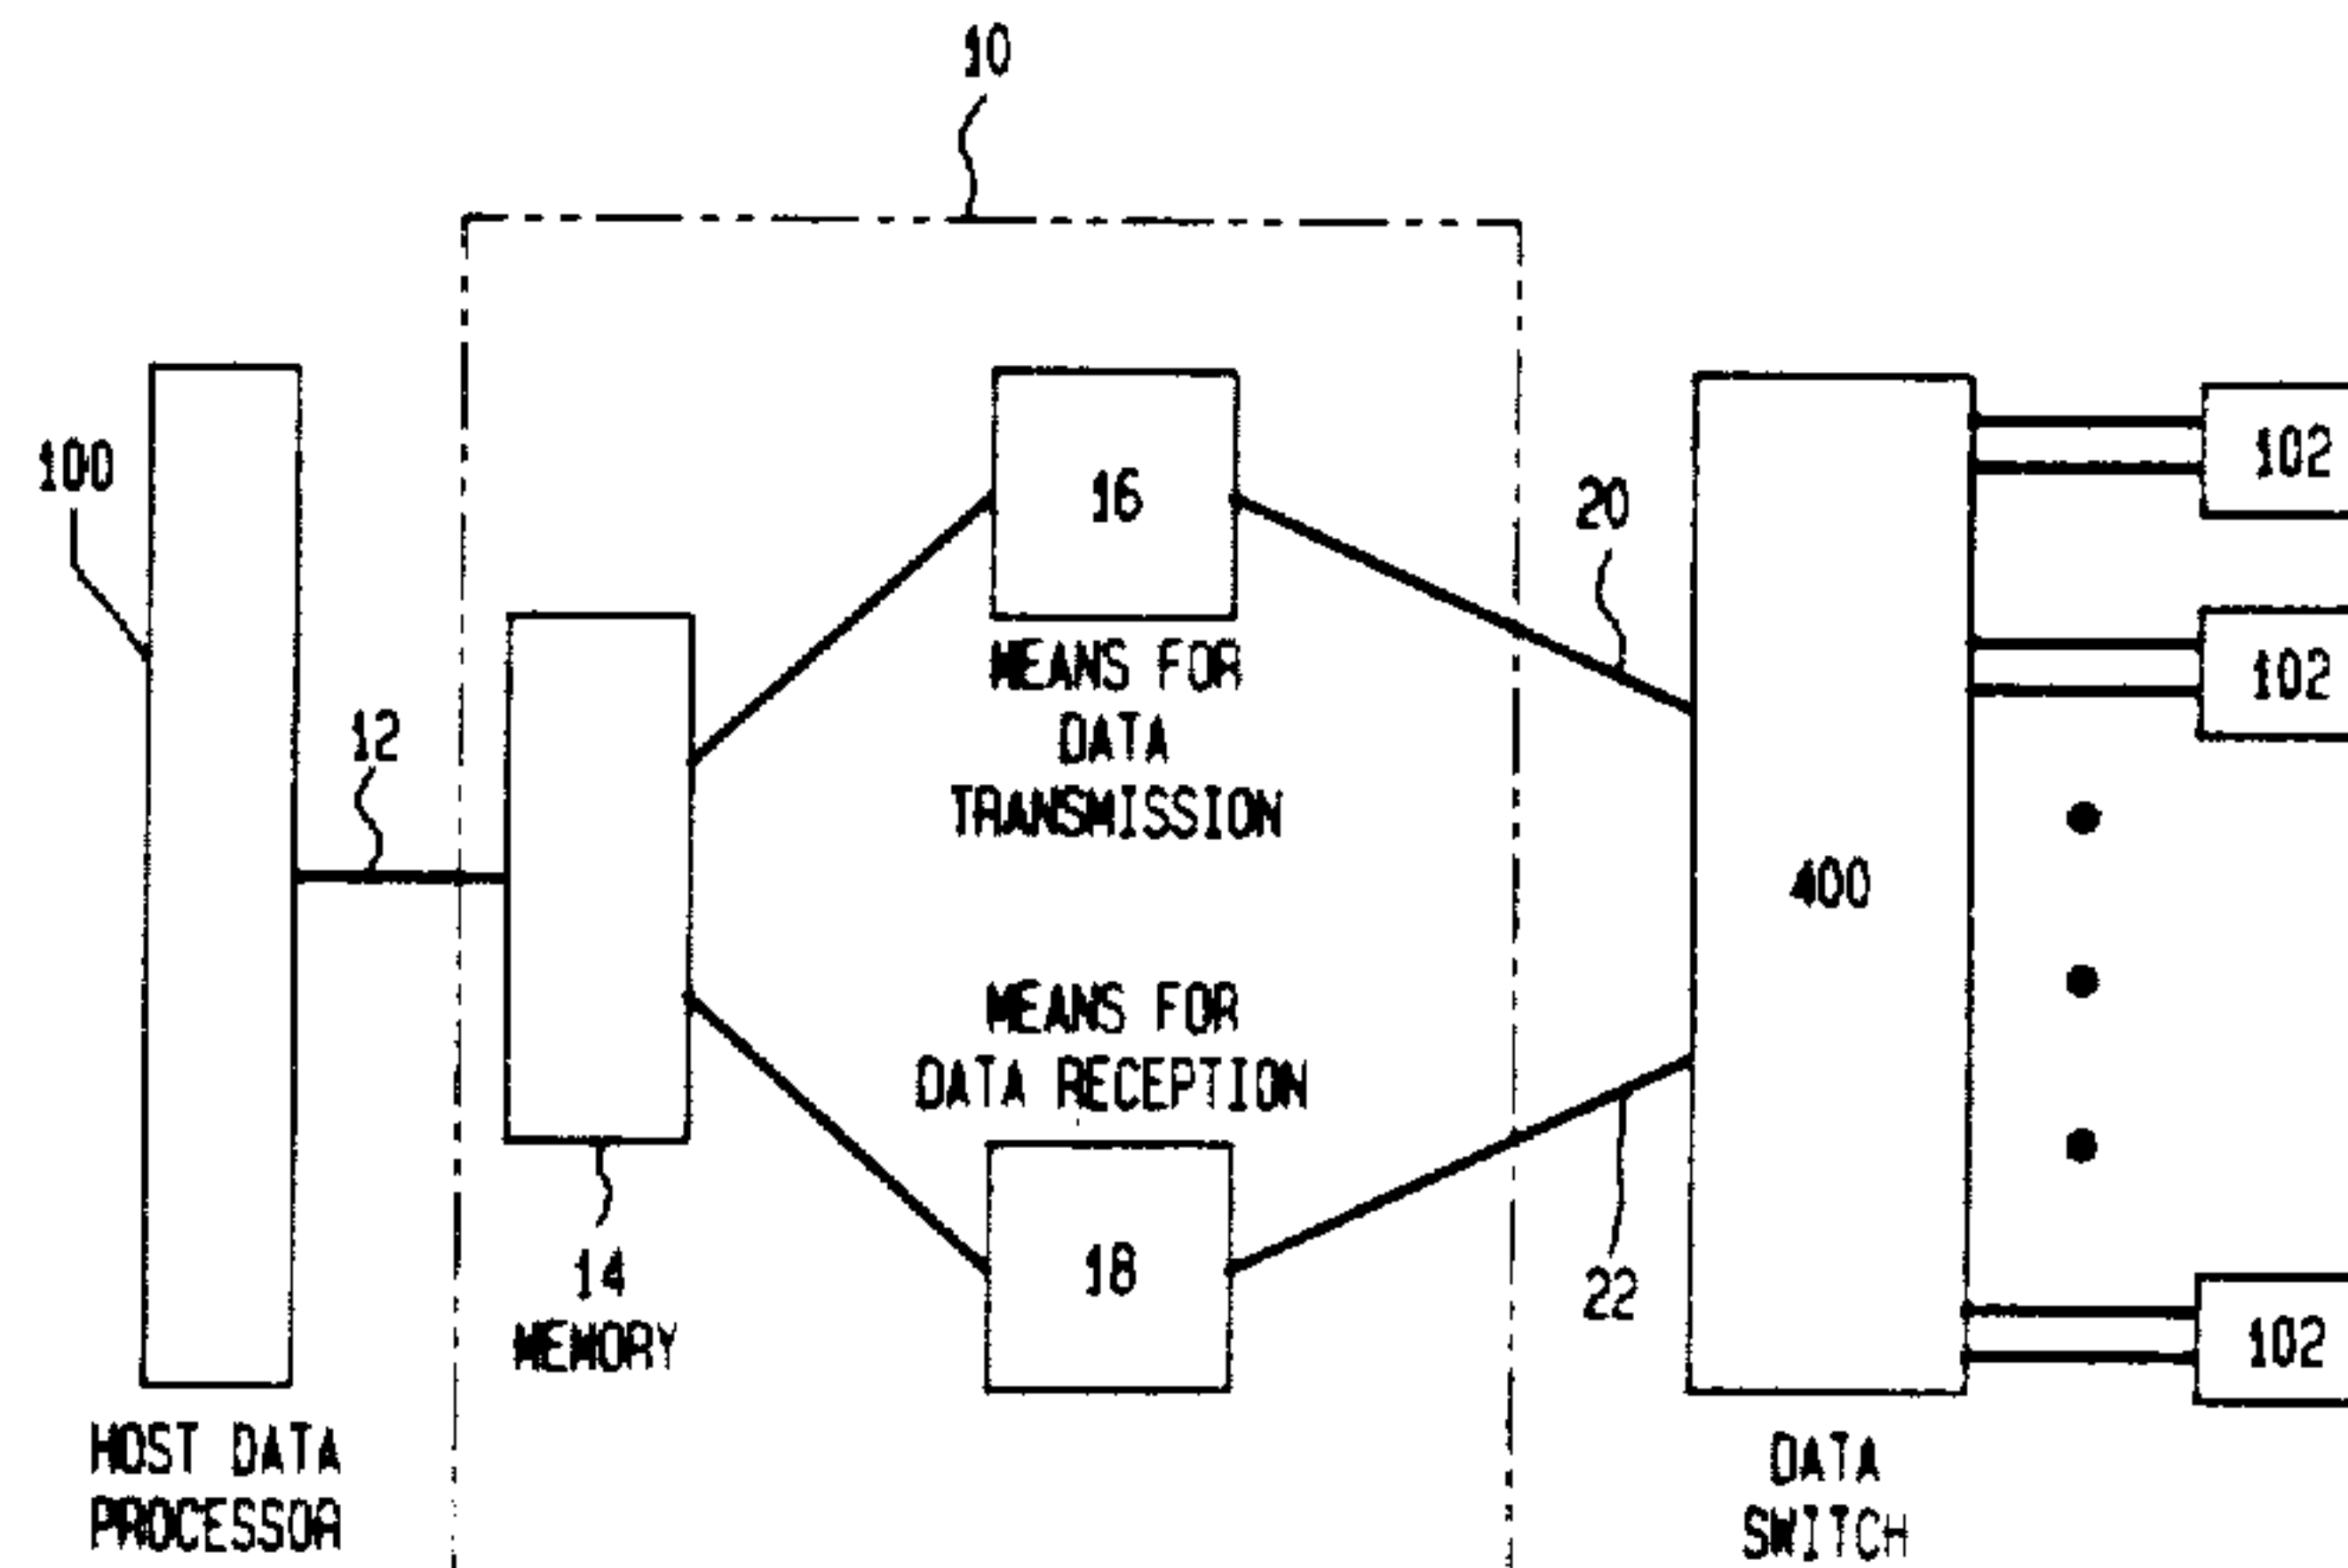 10
100
16
20
102
MEANS FOR
DATA
TRANSMISSION
102
12
400
MEANS FOR
DATA RECEPTION
14
MEMORY
18
22
102
HOST DATA
PROCESSOR
DATA
SWITCH